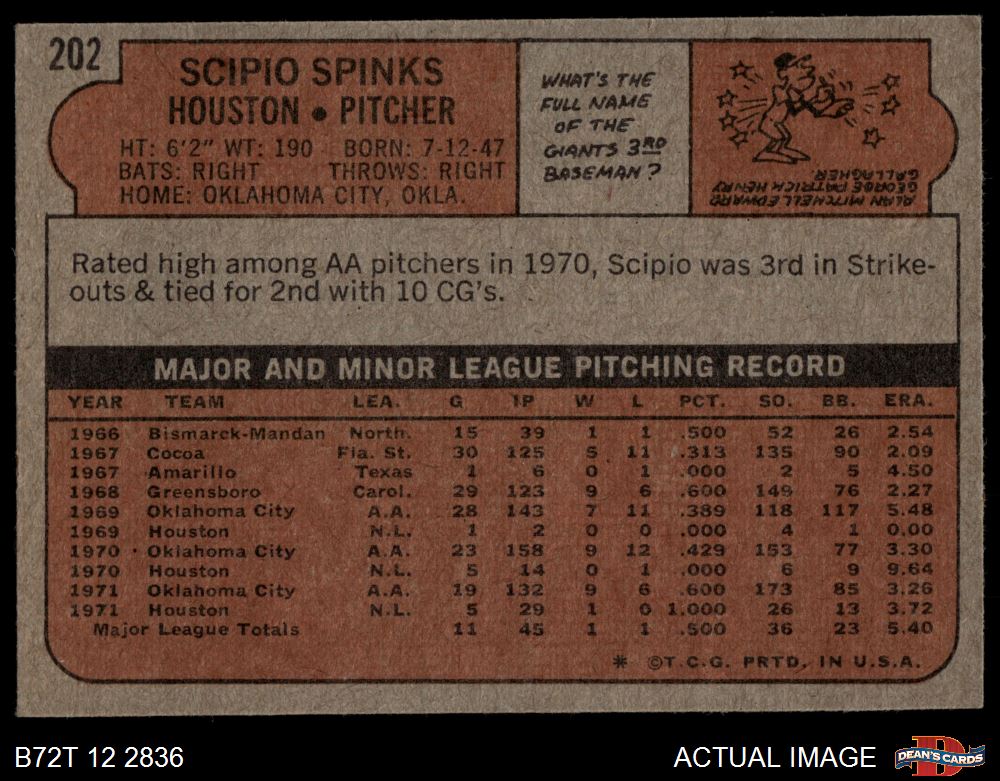 202
SCIPIO SPINKS
HOUSTON • PITCHER
HT: 6'2" WT: 190 BORN: 7-12-47
BATS: RIGHT THROWS: RIGHT
HOME: OKLAHOMA CITY, OKLA.
WHAT'S THE
FULL NAME
OF THE
GIANTS 3RD
BASEMAN?
ALAN MITCHELL EDWARD
GEORGE PATRICK HENRY
GALLAGHER.
Rated high among AA pitchers in 1970, Scipio was 3rd in Strike-
outs & tied for 2nd with 10 CG's.
MAJOR AND MINOR LEAGUE PITCHING RECORD
YEAR TEAM LEA. G IP W L PCT. SO. BB. ERA.
1966 Bismarck-Mandan North. 15 39 1 1 .500 52 26 2.54
1967 Cocoa Fla. St. 30 125 5 11 .313 135 90 2.09
1967 Amarillo Texas 1 6 0 1 .000 2 5 4.50
1968 Greensboro Carol. 29 123 9 6 .600 149 76 2.27
1969 Oklahoma City A.A. 28 143 7 11 .389 118 117 5.48
1969 Houston N.L. 1 2 0 0 .000 4 1 0.00
1970 Oklahoma City A.A. 23 158 9 12 .429 153 77 3.30
1970 Houston N.L. 5 14 0 1 .000 6 9 9.64
1971 Oklahoma City A.A. 19 132 9 6 .600 173 85 3.26
1971 Houston N.L. 5 29 1 0 1.000 26 13 3.72
Major League Totals 11 45 1 1 .500 36 23 5.40
* ©T.C.G. PRTD. IN U.S.A.
B72T 12 2836
ACTUAL IMAGE
D
DEAN'S CARDS